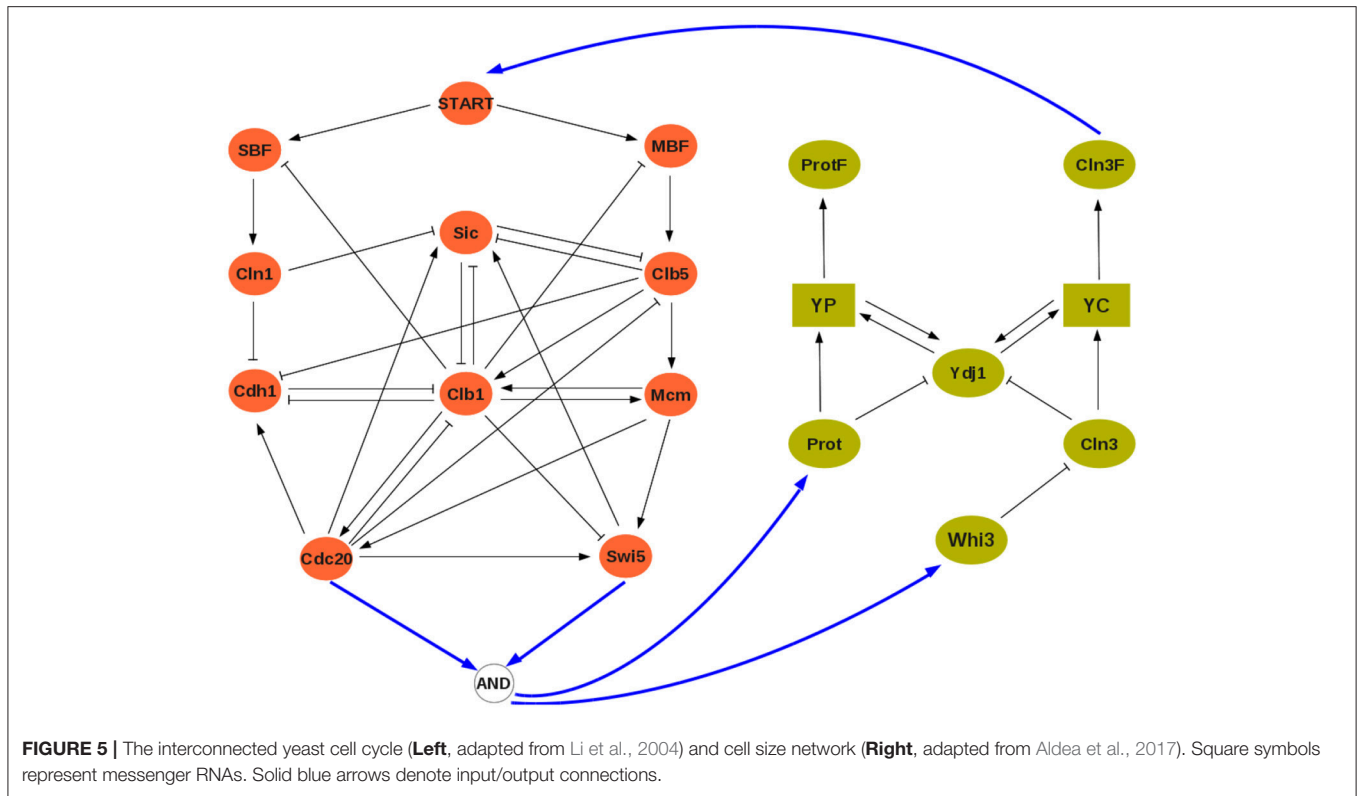 START
SBF
MBF
ProtF
Cln3F
Sic
Cln1
Clb5
YP
YC
Ydj1
Cdh1
Clb1
Mcm
Prot
Cln3
Whi3
Cdc20
Swi5
AND
FIGURE 5 | The interconnected yeast cell cycle (Left, adapted from Li et al., 2004) and cell size network (Right, adapted from Aldea et al., 2017). Square symbols
represent messenger RNAs. Solid blue arrows denote input/output connections.